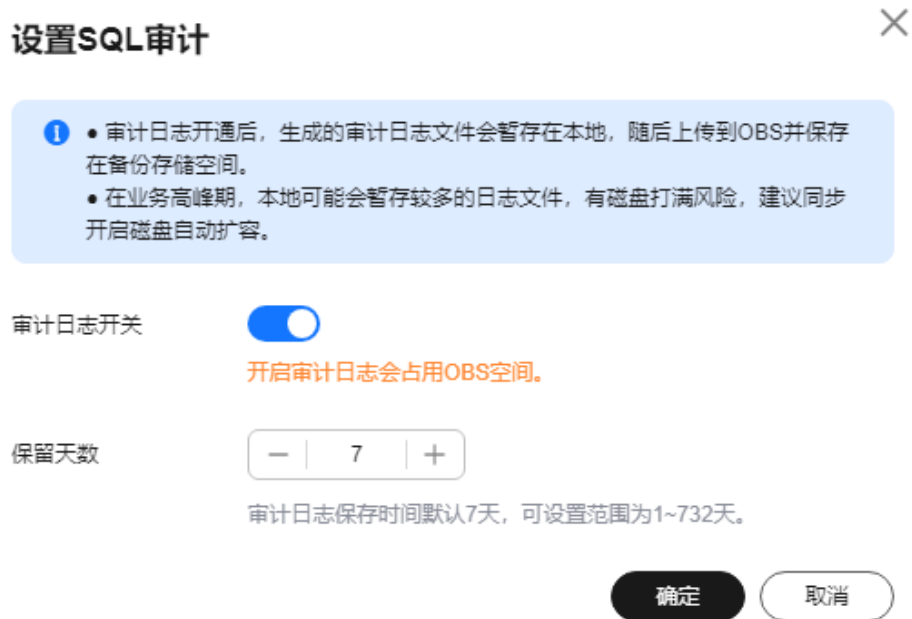 设置SQL审计
● 审计日志开通后，生成的审计日志文件会暂存在本地，随后上传到OBS并保存
在备份存储空间。
● 在业务高峰期，本地可能会暂存较多的日志文件，有磁盘打满风险，建议同步
开启磁盘自动扩容。
审计日志开关
开启审计日志会占用OBS空间。
保留天数
7
审计日志保存时间默认7天，可设置范围为1~732天。
确定
取消